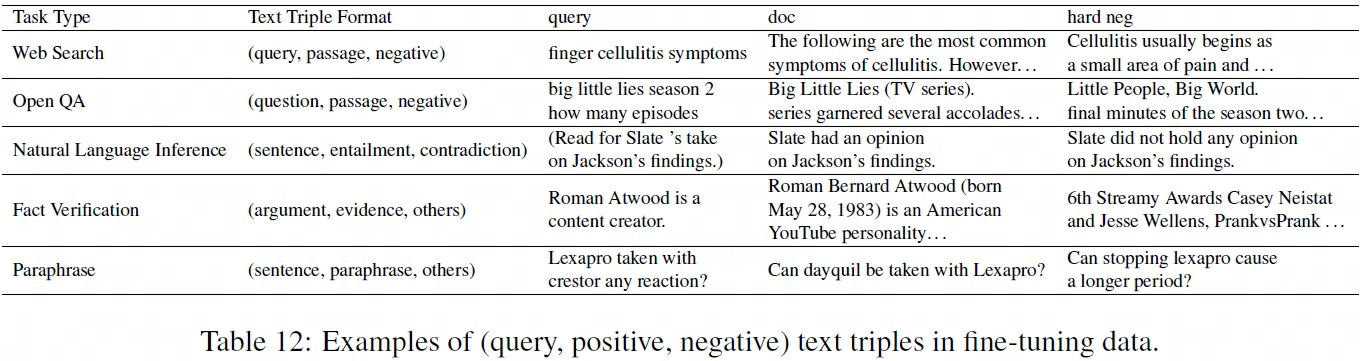 Task Type Text Triple Format query doc hard neg
Web Search (query, passage, negative) finger cellulitis symptoms The following are the most common symptoms of cellulitis. However… Cellulitis usually begins as a small area of pain and …
Open QA (question, passage, negative) big little lies season 2 how many episodes Big Little Lies (TV series). series garnered several accolades… Little People, Big World. final minutes of the season two…
Natural Language Inference (sentence, entailment, contradiction) (Read for Slate 's take on Jackson's findings.) Slate had an opinion on Jackson's findings. Slate did not hold any opinion on Jackson's findings.
Fact Verification (argument, evidence, others) Roman Atwood is a content creator. Roman Bernard Atwood (born May 28, 1983) is an American YouTube personality… 6th Streamy Awards Casey Neistat and Jesse Wellens, PrankvsPrank …
Paraphrase (sentence, paraphrase, others) Lexapro taken with crestor any reaction? Can dayquil be taken with Lexapro? Can stopping lexapro cause a longer period?
Table 12: Examples of (query, positive, negative) text triples in fine-tuning data.